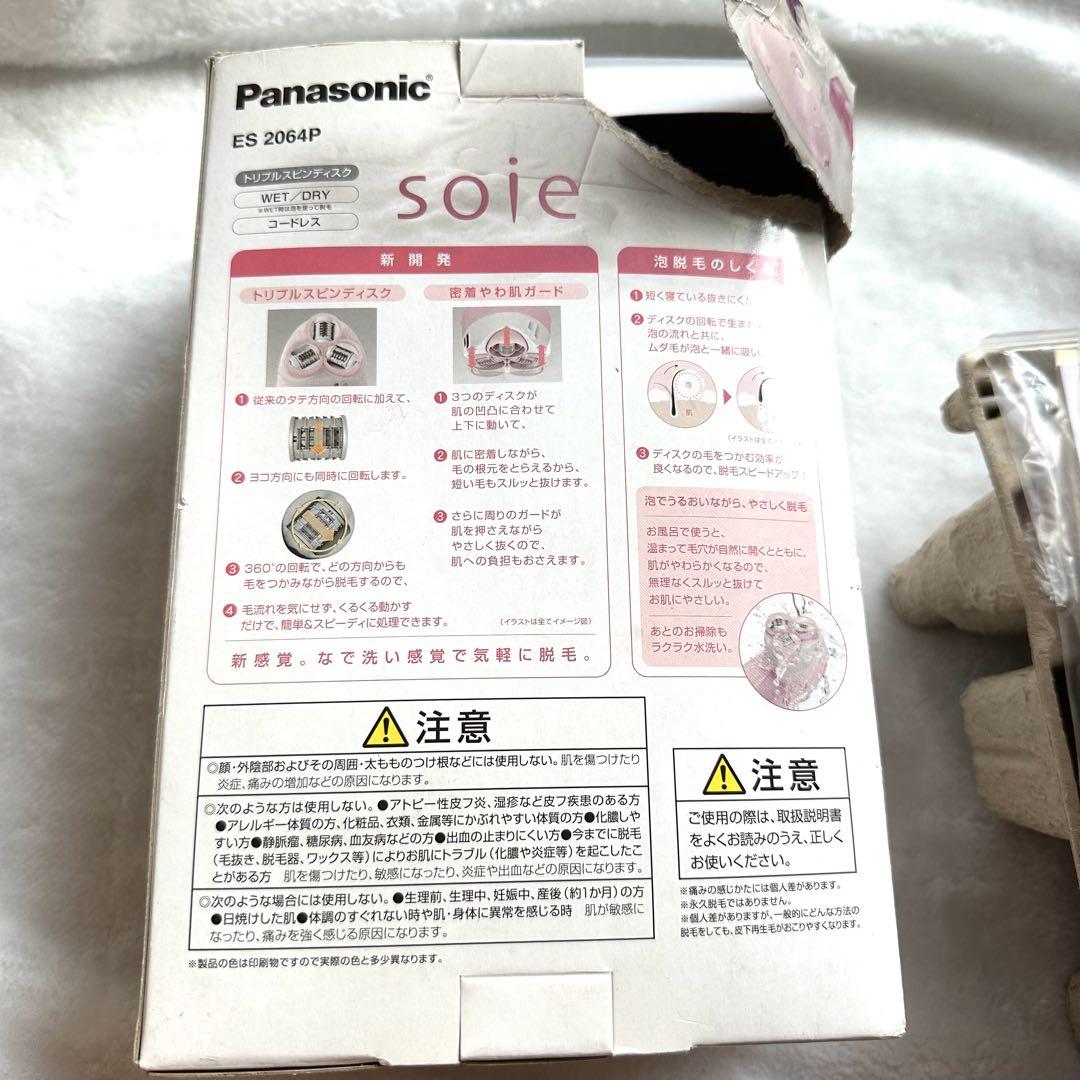 Panasonic®
ES 2064P
トリプルスピンディスク
WET/DRY
※WET時は泡を使って脱毛
コードレス
soie
新開発
トリプルスピンディスク
❶従来のタテ方向の回転に加えて、
❷ヨコ方向にも同時に回転します。
❸360°の回転で、どの方向からも
毛をつかみながら脱毛するので、
❹毛流れを気にせず、くるくる動かす
だけで、簡単&スピーディに処理できます。
密着やわ肌ガード
❶3つのディスクが
肌の凹凸に合わせて
上下に動いて、
❷肌に密着しながら、
毛の根元をとらえるから、
短い毛もスルッと抜けます。
❸さらに周りのガードが
肌を押さえながら
やさしく抜くので、
肌への負担もおさえます。
(イラストは全てイメージ図)
新感覚。なで洗い感覚で気軽に脱毛。
泡脱毛のしく
❶短く寝ている抜きにく
❷ディスクの回転で生ま
泡の流れと共に、
ムダ毛が泡と一緒に吸い
泡
肌
(イラストは全てイ
❸ディスクの毛をつかむ効率が
良くなるので、脱毛スピードアップ!
泡でうるおいながら、やさしく脱毛
お風呂で使うと、
温まって毛穴が自然に開くとともに、
肌がやわらかくなるので、
無理なくスルッと抜けて
お肌にやさしい。
あとのお掃除も
ラクラク水洗い。
注意
◎顔・外陰部およびその周囲・太もものつけ根などには使用しない。肌を傷つけたり
炎症、痛みの増加などの原因になります。
◎次のような方は使用しない。●アトピー性皮フ炎、湿疹など皮フ疾患のある方
●アレルギー体質の方、化粧品、衣類、金属等にかぶれやすい体質の方●化膿しや
すい方●静脈瘤、糖尿病、血友病などの方●出血の止まりにくい方●今までに脱毛
(毛抜き、脱毛器、ワックス等)によりお肌にトラブル(化膿や炎症等)を起こしたこ
とがある方 肌を傷つけたり、敏感になったり、炎症や出血などの原因になります。
◎次のような場合には使用しない。●生理前、生理中、妊娠中、産後(約1か月)の方
●日焼けした肌●体調のすぐれない時や肌・身体に異常を感じる時 肌が敏感に
なったり、痛みを強く感じる原因になります。
※製品の色は印刷物ですので実際の色と多少異なります。
注意
ご使用の際は、取扱説明書
をよくお読みのうえ、正しく
お使いください。
※痛みの感じかたには個人差があります。
※永久脱毛ではありません。
※個人差がありますが、一般的にどんな方法の
脱毛をしても、皮下再生毛がおこりやすくなります。